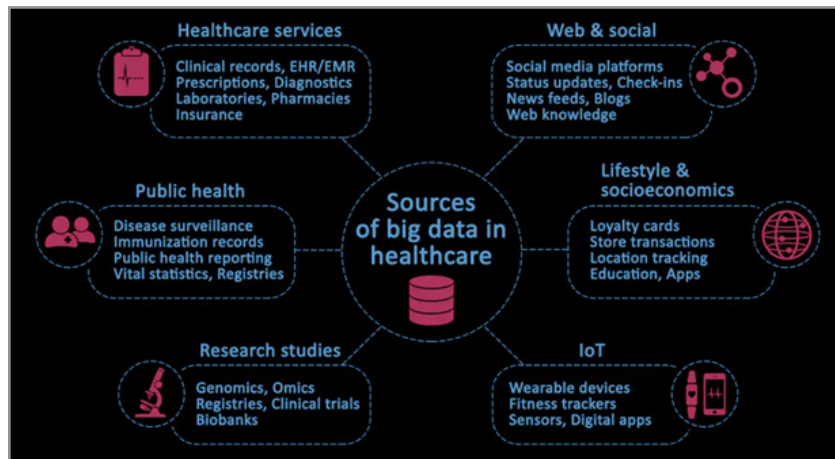 Healthcare services
Clinical records, EHR/EMR
Prescriptions, Diagnostics
Laboratories, Pharmacies
Insurance
Web & social
Social media platforms
Status updates, Check-ins
News feeds, Blogs
Web knowledge
Public health
Disease surveillance
Immunization records
Public health reporting
Vital statistics, Registries
Sources
of big data in
healthcare
Lifestyle &
socioeconomics
Loyalty cards
Store transactions
Location tracking
Education, Apps
Research studies
Genomics, Omics
Registries, Clinical trials
Biobanks
IoT
Wearable devices
Fitness trackers
Sensors, Digital apps